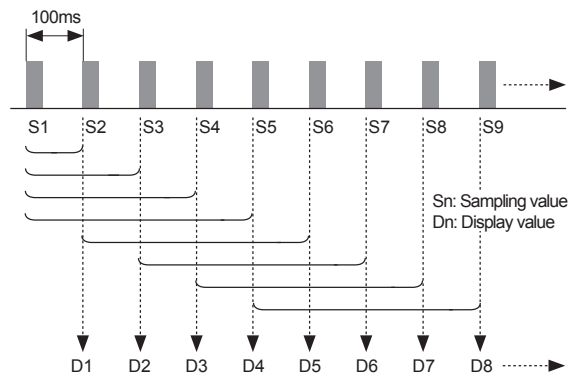 100ms
S1 S2 S3 S4 S5 S6 S7 S8 S9
Sn: Sampling value
Dn: Display value
D1 D2 D3 D4 D5 D6 D7 D8